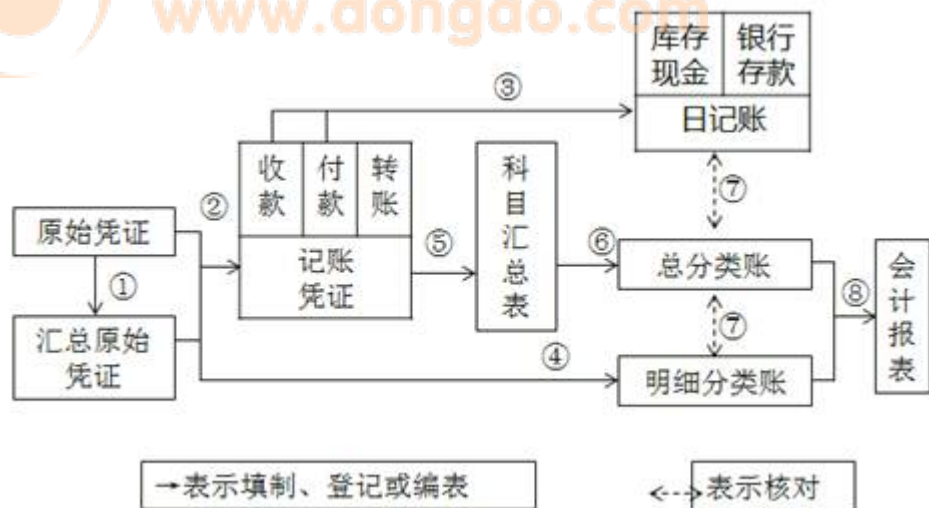 www.dongao.com
库存
现金
银行
存款
日记账
③
收
款
付
款
转
账
记账
凭证
科
目
汇
总
表
②
⑤
⑥
⑦
原始凭证
①
汇总原始
凭证
总分类账
⑦
④
明细分类账
⑧
会
计
报
表
→表示填制、登记或编表
表示核对